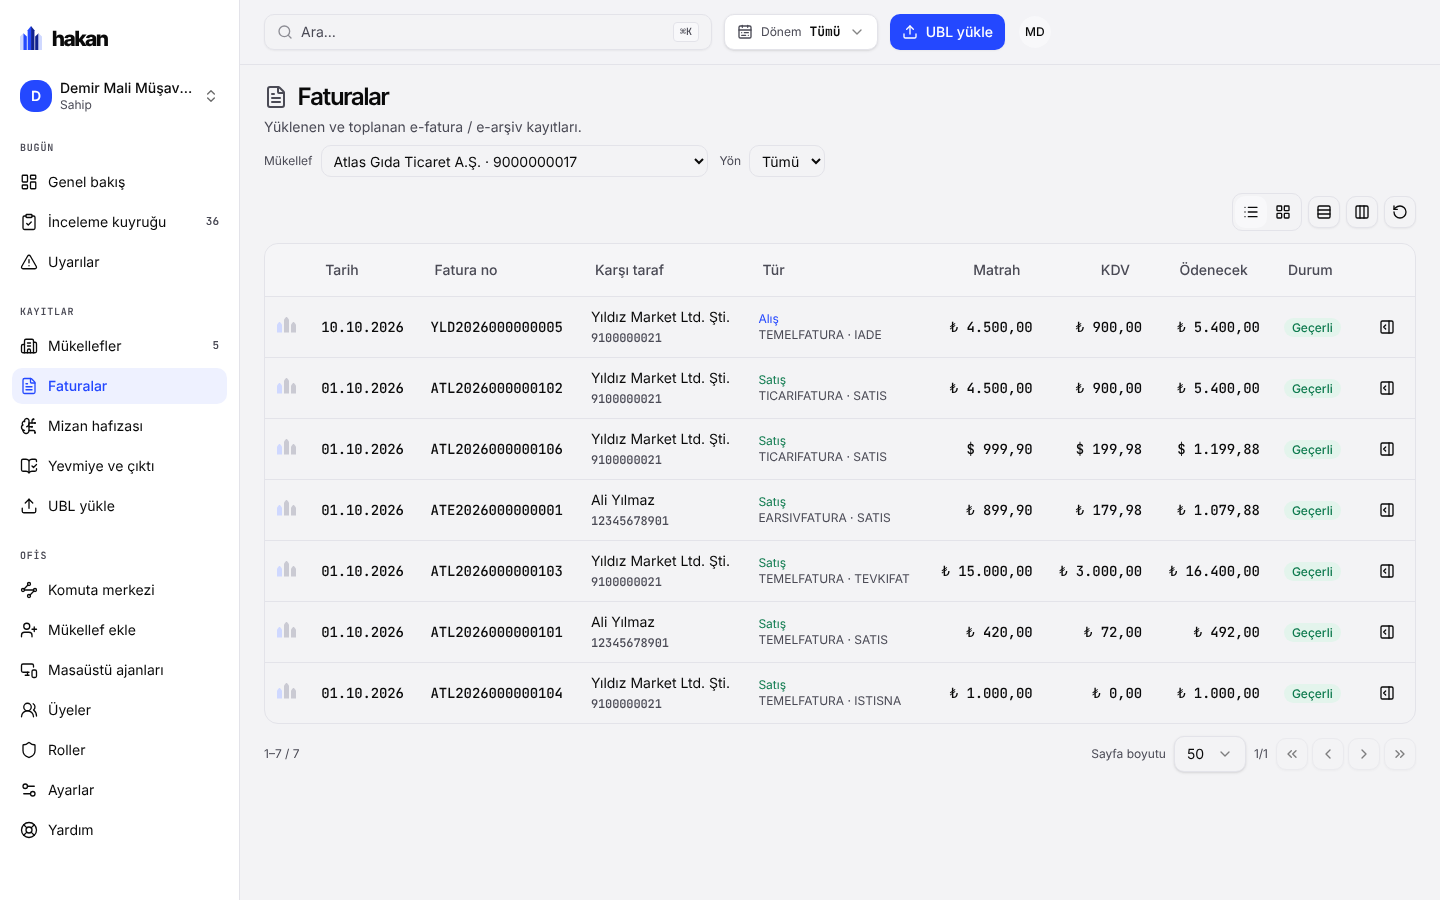 hakan
Ara...
⌘K
Dönem Tümü
UBL yükle
MD
D
Demir Mali Müşav...
Sahip
BUGÜN
Genel bakış
İnceleme kuyruğu 36
Uyarılar
KAYITLAR
Mükellefler 5
Faturalar
Mizan hafızası
Yevmiye ve çıktı
UBL yükle
OFİS
Komuta merkezi
Mükellef ekle
Masaüstü ajanları
Üyeler
Roller
Ayarlar
Yardım
Faturalar
Yüklenen ve toplanan e-fatura / e-arşiv kayıtları.
Mükellef Atlas Gıda Ticaret A.Ş. · 9000000017 Yön Tümü
Tarih Fatura no Karşı taraf Tür Matrah KDV Ödenecek Durum
10.10.2026 YLD2026000000005 Yıldız Market Ltd. Şti. 9100000021 Alış TEMELFATURA · IADE ₺ 4.500,00 ₺ 900,00 ₺ 5.400,00 Geçerli
01.10.2026 ATL2026000000102 Yıldız Market Ltd. Şti. 9100000021 Satış TICARIFATURA · SATIS ₺ 4.500,00 ₺ 900,00 ₺ 5.400,00 Geçerli
01.10.2026 ATL2026000000106 Yıldız Market Ltd. Şti. 9100000021 Satış TICARIFATURA · SATIS $ 999,90 $ 199,98 $ 1.199,88 Geçerli
01.10.2026 ATE2026000000001 Ali Yılmaz 12345678901 Satış EARSIVFATURA · SATIS ₺ 899,90 ₺ 179,98 ₺ 1.079,88 Geçerli
01.10.2026 ATL2026000000103 Yıldız Market Ltd. Şti. 9100000021 Satış TEMELFATURA · TEVKIFAT ₺ 15.000,00 ₺ 3.000,00 ₺ 16.400,00 Geçerli
01.10.2026 ATL2026000000101 Ali Yılmaz 12345678901 Satış TEMELFATURA · SATIS ₺ 420,00 ₺ 72,00 ₺ 492,00 Geçerli
01.10.2026 ATL2026000000104 Yıldız Market Ltd. Şti. 9100000021 Satış TEMELFATURA · ISTISNA ₺ 1.000,00 ₺ 0,00 ₺ 1.000,00 Geçerli
1–7 / 7
Sayfa boyutu 50 1/1